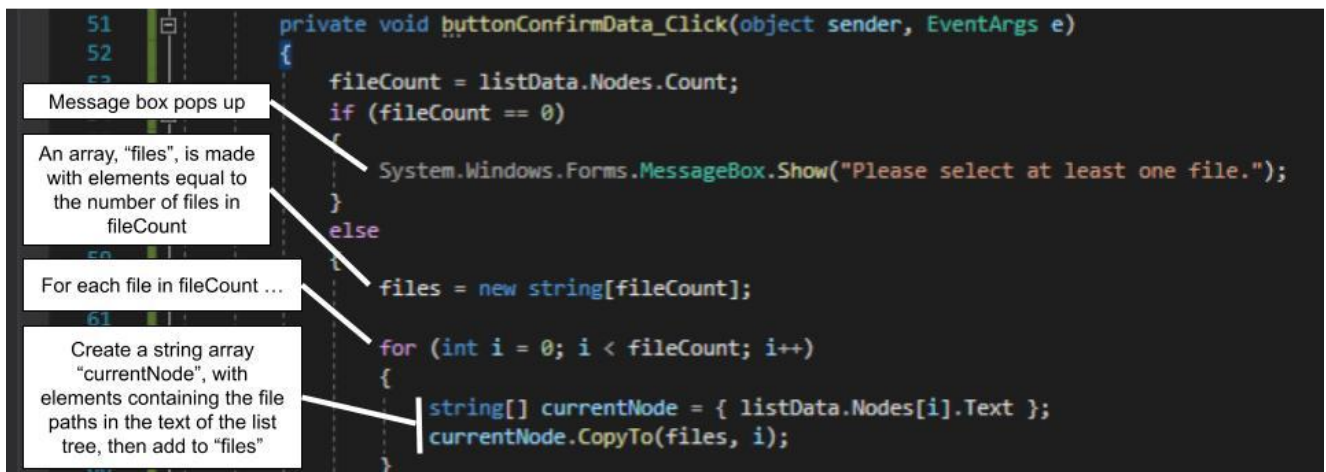 51 private void buttonConfirmData_Click(object sender, EventArgs e)
52 {
fileCount = listData.Nodes.Count;
Message box pops up
if (fileCount == 0)
{
System.Windows.Forms.MessageBox.Show("Please select at least one file.");
}
An array, “files”, is made
with elements equal to
the number of files in
fileCount
else
{
files = new string[fileCount];
For each file in fileCount …
61
for (int i = 0; i < fileCount; i++)
{
Create a string array
“currentNode”, with
elements containing the file
paths in the text of the list
tree, then add to “files”
string[] currentNode = { listData.Nodes[i].Text };
currentNode.CopyTo(files, i);
}